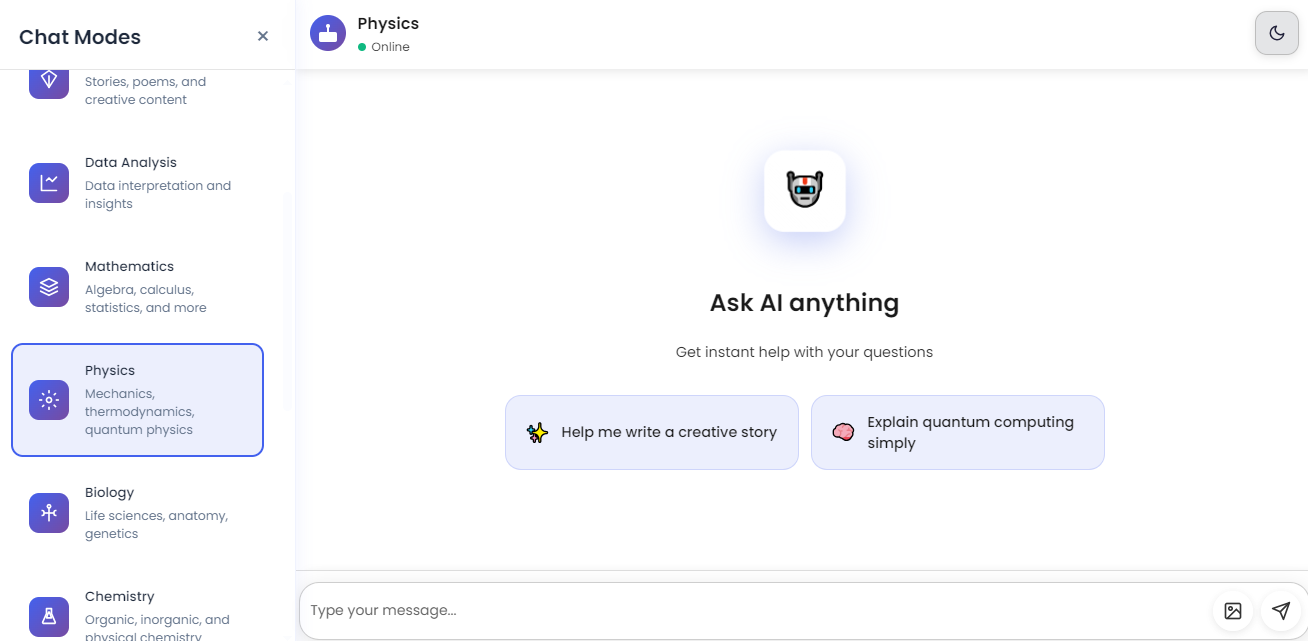 Chat Modes
Stories, poems, and
creative content
Data Analysis
Data interpretation and
insights
Mathematics
Algebra, calculus,
statistics, and more
Physics
Mechanics,
thermodynamics,
quantum physics
Biology
Life sciences, anatomy,
genetics
Chemistry
Organic, inorganic, and
physical chemistry
Physics
Online
Ask AI anything
Get instant help with your questions
Help me write a creative story
Explain quantum computing
simply
Type your message...